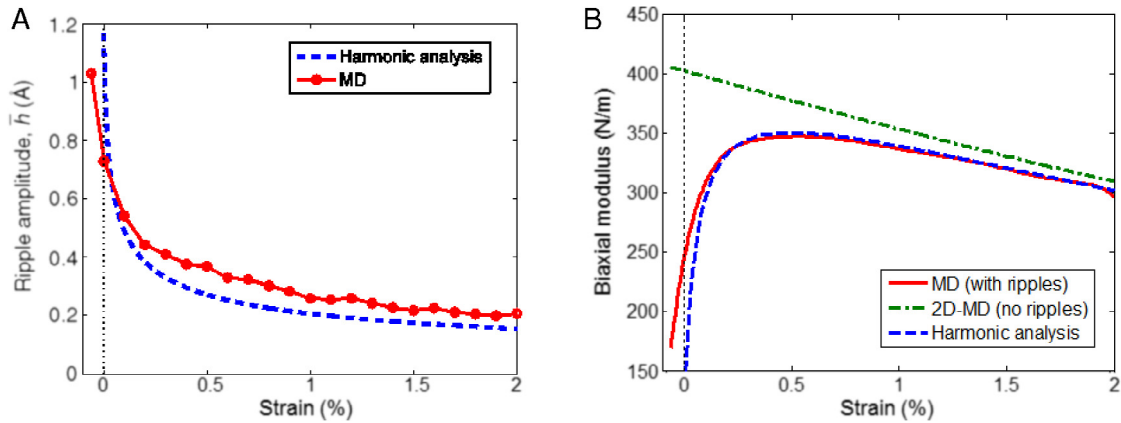 A
Ripple amplitude, h̅ (Å)
1.2
1
0.8
0.6
0.4
0.2
0
Harmonic analysis
MD
0
0.5
1
1.5
2
Strain (%)
B
Biaxial modulus (N/m)
450
400
350
300
250
200
150
MD (with ripples)
2D-MD (no ripples)
Harmonic analysis
0
0.5
1
1.5
2
Strain (%)